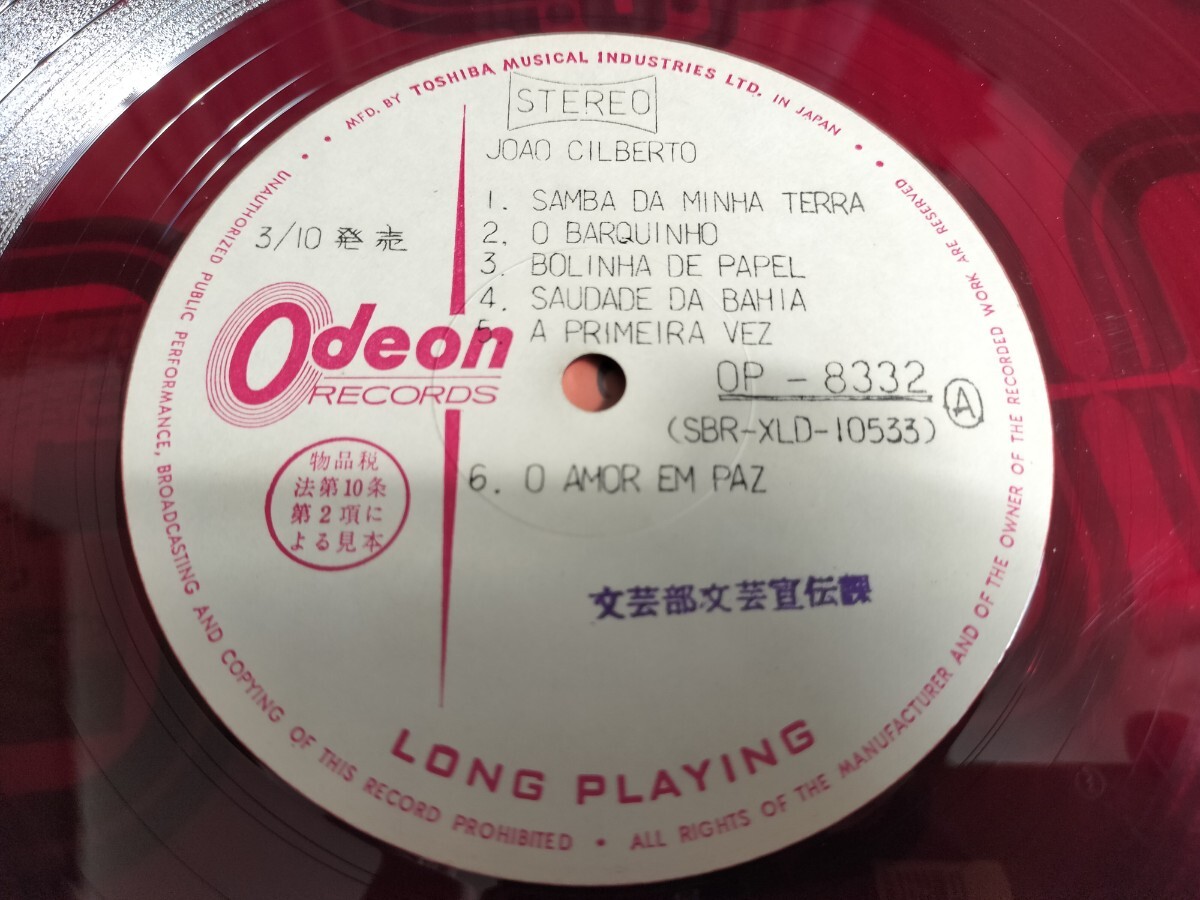 MFD. BY TOSHIBA MUSICAL INDUSTRIES LTD. IN JAPAN
STEREO
JOAO CILBERTO
1. SAMBA DA MINHA TERRA
2. O BARQUINHO
3. BOLINHA DE PAPEL
4. SAUDADE DA BAHIA
5. A PRIMEIRA VEZ
3/10 発売
Odeon
RECORDS
OP-8332 A
(SBR-XLD-10533)
6. O AMOR EM PAZ
物品税
法第10条
第2項に
よる見本
文芸部文芸宣伝課
LONG PLAYING
UNAUTHORIZED PUBLIC PERFORMANCE, BROADCASTING AND COPYING OF THIS RECORD PROHIBITED • ALL RIGHTS OF THE MANUFACTURER AND OF THE OWNER OF THE RECORDED WORK ARE RESERVED